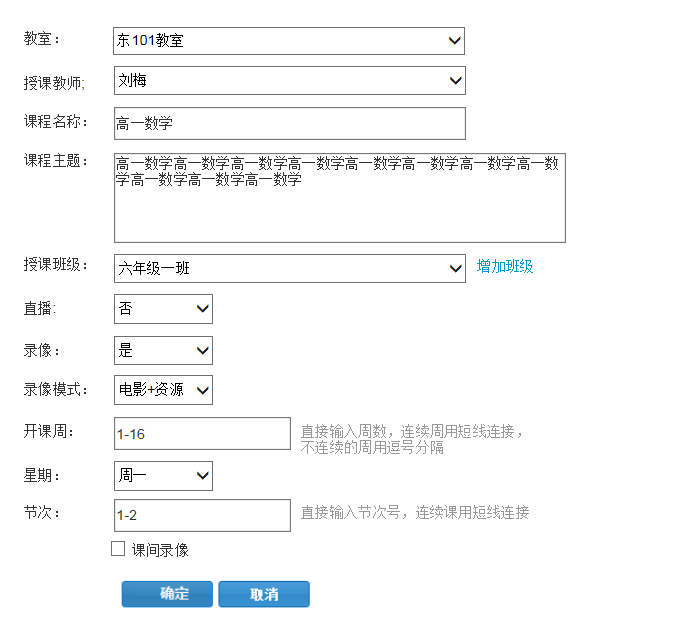 教室： 东101教室
授课教师; 刘梅
课程名称： 高一数学
课程主题： 高一数学高一数学高一数学高一数学高一数学高一数学高一数学高一数
学高一数学高一数学高一数学
授课班级： 六年级一班 增加班级
直播: 否
录像： 是
录像模式： 电影+资源
开课周： 1-16 直接输入周数，连续周用短线连接，
不连续的周用逗号分隔
星期： 周一
节次： 1-2 直接输入节次号，连续课用短线连接
课间录像
确定 取消